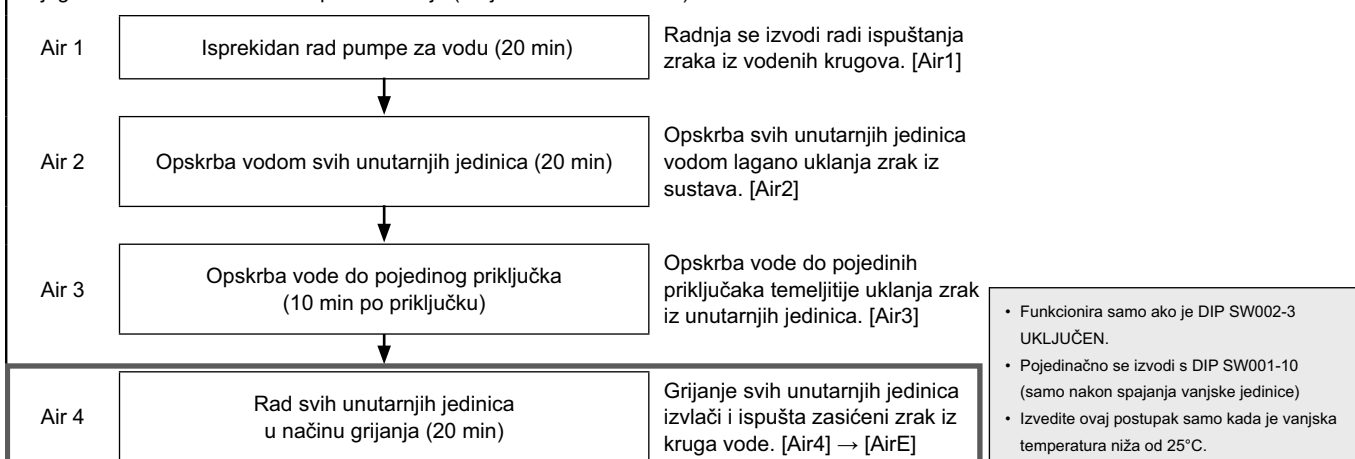 Air 1
Isprekidan rad pumpe za vodu (20 min)
Radnja se izvodi radi ispuštanja
zraka iz vodenih krugova. [Air1]
Air 2
Opskrba vodom svih unutarnjih jedinica (20 min)
Opskrba svih unutarnjih jedinica
vodom lagano uklanja zrak iz
sustava. [Air2]
Air 3
Opskrba vode do pojedinog priključka
(10 min po priključku)
Opskrba vode do pojedinih
priključaka temeljitije uklanja zrak
iz unutarnjih jedinica. [Air3]
Air 4
Rad svih unutarnjih jedinica
u načinu grijanja (20 min)
Grijanje svih unutarnjih jedinica
izvlači i ispušta zasićeni zrak iz
kruga vode. [Air4] → [AirE]
• Funkcionira samo ako je DIP SW002-3
UKLJUČEN.
• Pojedinačno se izvodi s DIP SW001-10
(samo nakon spajanja vanjske jedinice)
• Izvedite ovaj postupak samo kada je vanjska
temperatura niža od 25°C.